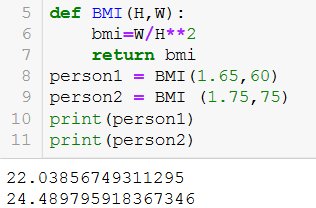 5 def BMI(H,W):
6     bmi=W/H**2
7     return bmi
8 person1 = BMI(1.65,60)
9 person2 = BMI (1.75,75)
10 print(person1)
11 print(person2)
22.03856749311295
24.489795918367346